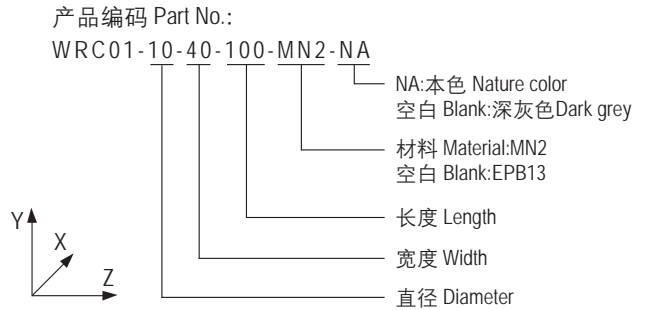 产品编码 Part No.:
WRC01-10-40-100-MN2-NA
NA:本色 Nature color
空白 Blank:深灰色Dark grey
材料 Material:MN2
空白 Blank:EPB13
长度 Length
宽度 Width
直径 Diameter
Y
X
Z